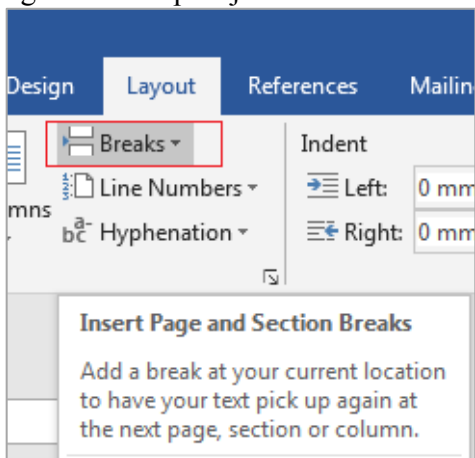 Design Layout References Mailin
Breaks Indent
Line Numbers Left: 0 mm
mns
Hyphenation Right: 0 mm
Insert Page and Section Breaks
Add a break at your current location
to have your text pick up again at
the next page, section or column.